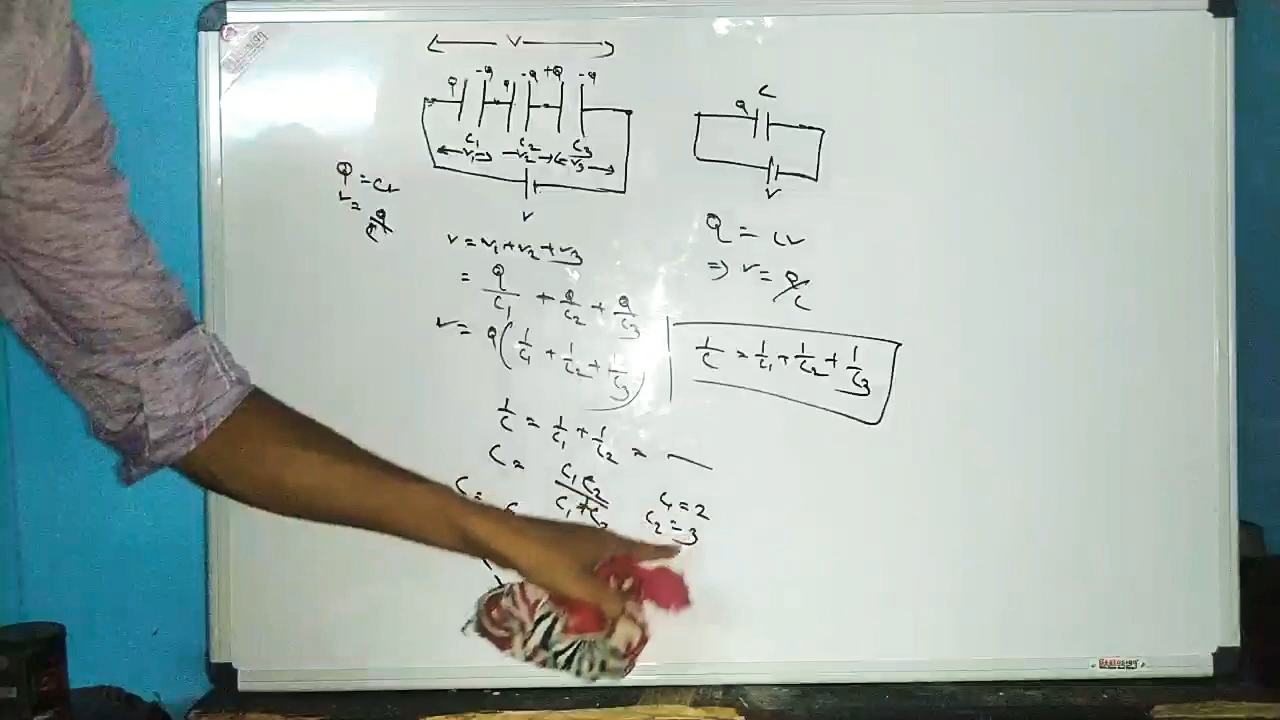 V
Q -Q Q -Q +Q -Q
C1 C2 C3
V1 V2 V3
V
Q = CV
V = Q/C
V = V1 + V2 + V3
= Q/C1 + Q/C2 + Q/C3
V = Q(1/C1 + 1/C2 + 1/C3)
1/C = 1/C1 + 1/C2 =
C = C1C2/C1+C2
C =
C1 = 2
C2 = 3
C
Q
V
Q = CV
⇒ V = Q/C
1/C = 1/C1 + 1/C2 + 1/C3